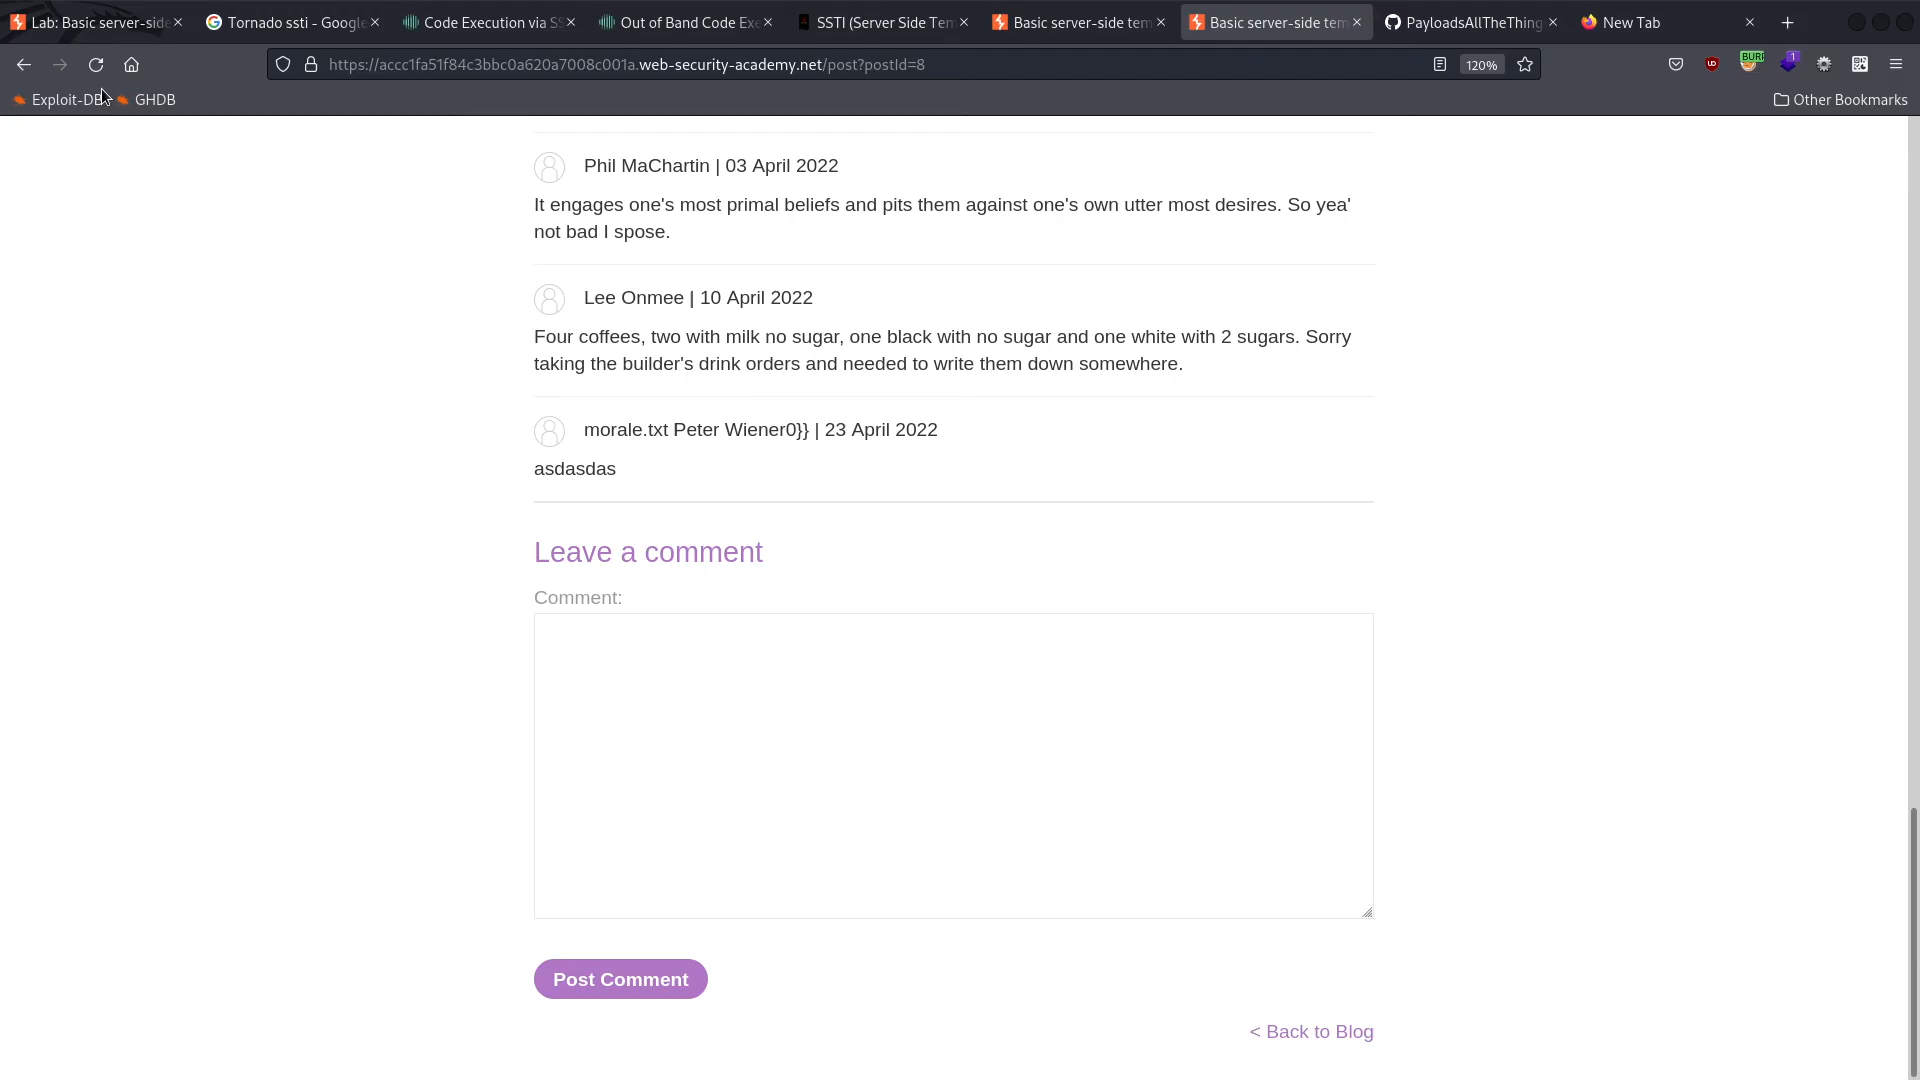 Lab: Basic server-side
Tornado ssti - Google
Code Execution via SS
Out of Band Code Exe
SSTI (Server Side Tem
Basic server-side tem
Basic server-side tem
PayloadsAllTheThing
New Tab
https://accc1fa51f84c3bbc0a620a7008c001a.web-security-academy.net/post?postId=8
120%
BURP
1
Exploit-DB
GHDB
Other Bookmarks
Phil MaChartin | 03 April 2022
It engages one's most primal beliefs and pits them against one's own utter most desires. So yea'
not bad I spose.
Lee Onmee | 10 April 2022
Four coffees, two with milk no sugar, one black with no sugar and one white with 2 sugars. Sorry
taking the builder's drink orders and needed to write them down somewhere.
morale.txt Peter Wiener0}} | 23 April 2022
asdasdas
Leave a comment
Comment:
Post Comment
< Back to Blog